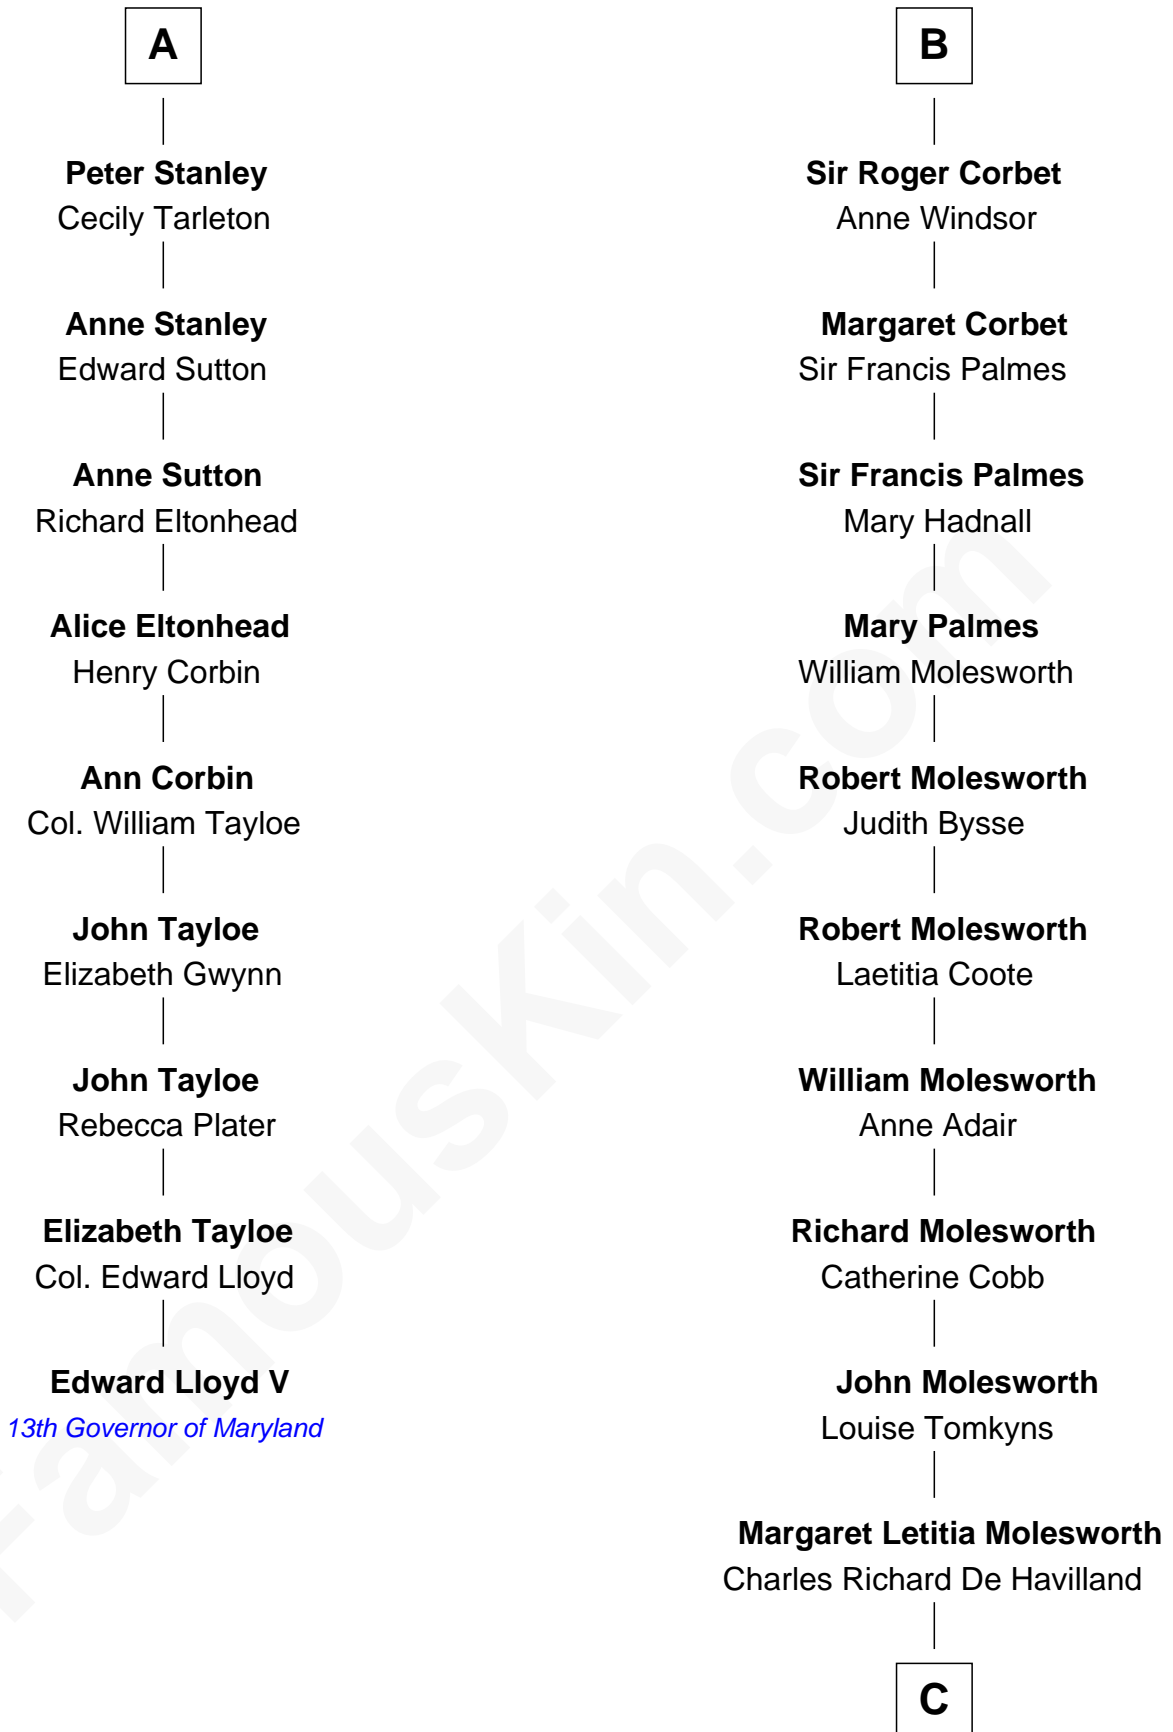 A
Peter Stanley
Cecily Tarleton
Anne Stanley
Edward Sutton
Anne Sutton
Richard Eltonhead
Alice Eltonhead
Henry Corbin
Ann Corbin
Col. William Tayloe
John Tayloe
Elizabeth Gwynn
John Tayloe
Rebecca Plater
Elizabeth Tayloe
Col. Edward Lloyd
Edward Lloyd V
13th Governor of Maryland
B
Sir Roger Corbet
Anne Windsor
Margaret Corbet
Sir Francis Palmes
Sir Francis Palmes
Mary Hadnall
Mary Palmes
William Molesworth
Robert Molesworth
Judith Bysse
Robert Molesworth
Laetitia Coote
William Molesworth
Anne Adair
Richard Molesworth
Catherine Cobb
John Molesworth
Louise Tomkyns
Margaret Letitia Molesworth
Charles Richard De Havilland
C
FamousKin.com